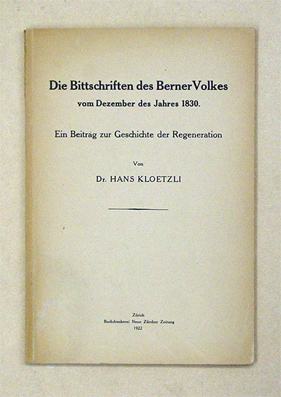 Die Bittschriften des Berner Volkes
vom Dezember des Jahres 1830.
Ein Beitrag zur Geschichte der Regeneration
Von
Dr. HANS KLOETZLI
Zürich
Buchdruckerei Neue Zürcher Zeitung
1922